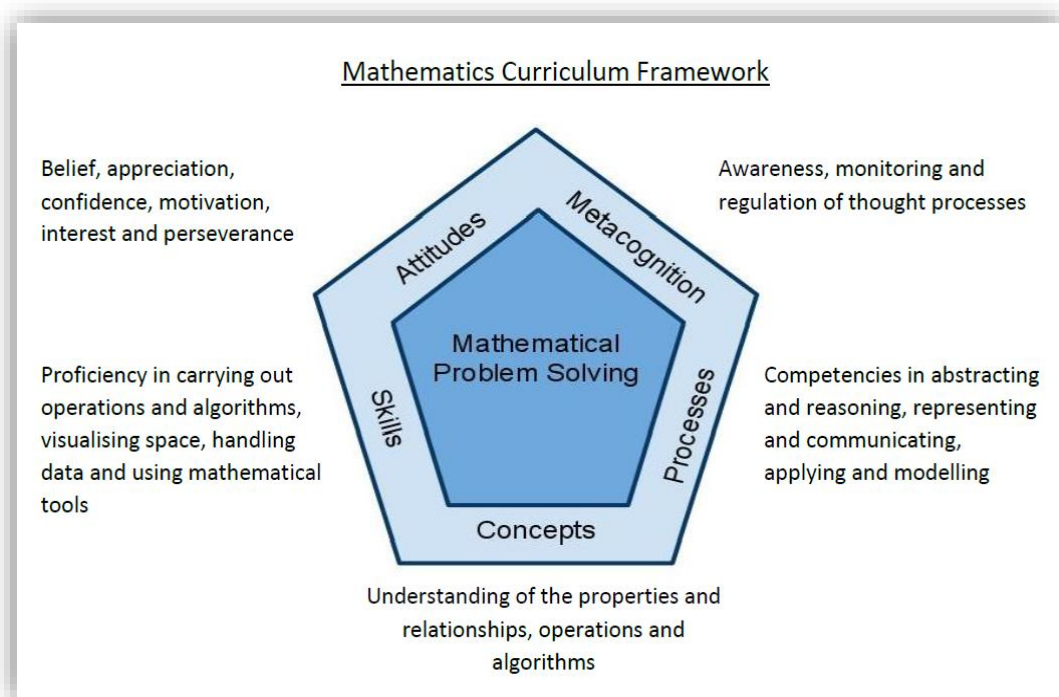 Mathematics Curriculum Framework
Belief, appreciation,
confidence, motivation,
interest and perseverance
Awareness, monitoring and
regulation of thought processes
Attitudes
Metacognition
Mathematical
Problem Solving
Proficiency in carrying out
operations and algorithms,
visualising space, handling
data and using mathematical
tools
Skills
Processes
Competencies in abstracting
and reasoning, representing
and communicating,
applying and modelling
Concepts
Understanding of the properties and
relationships, operations and
algorithms